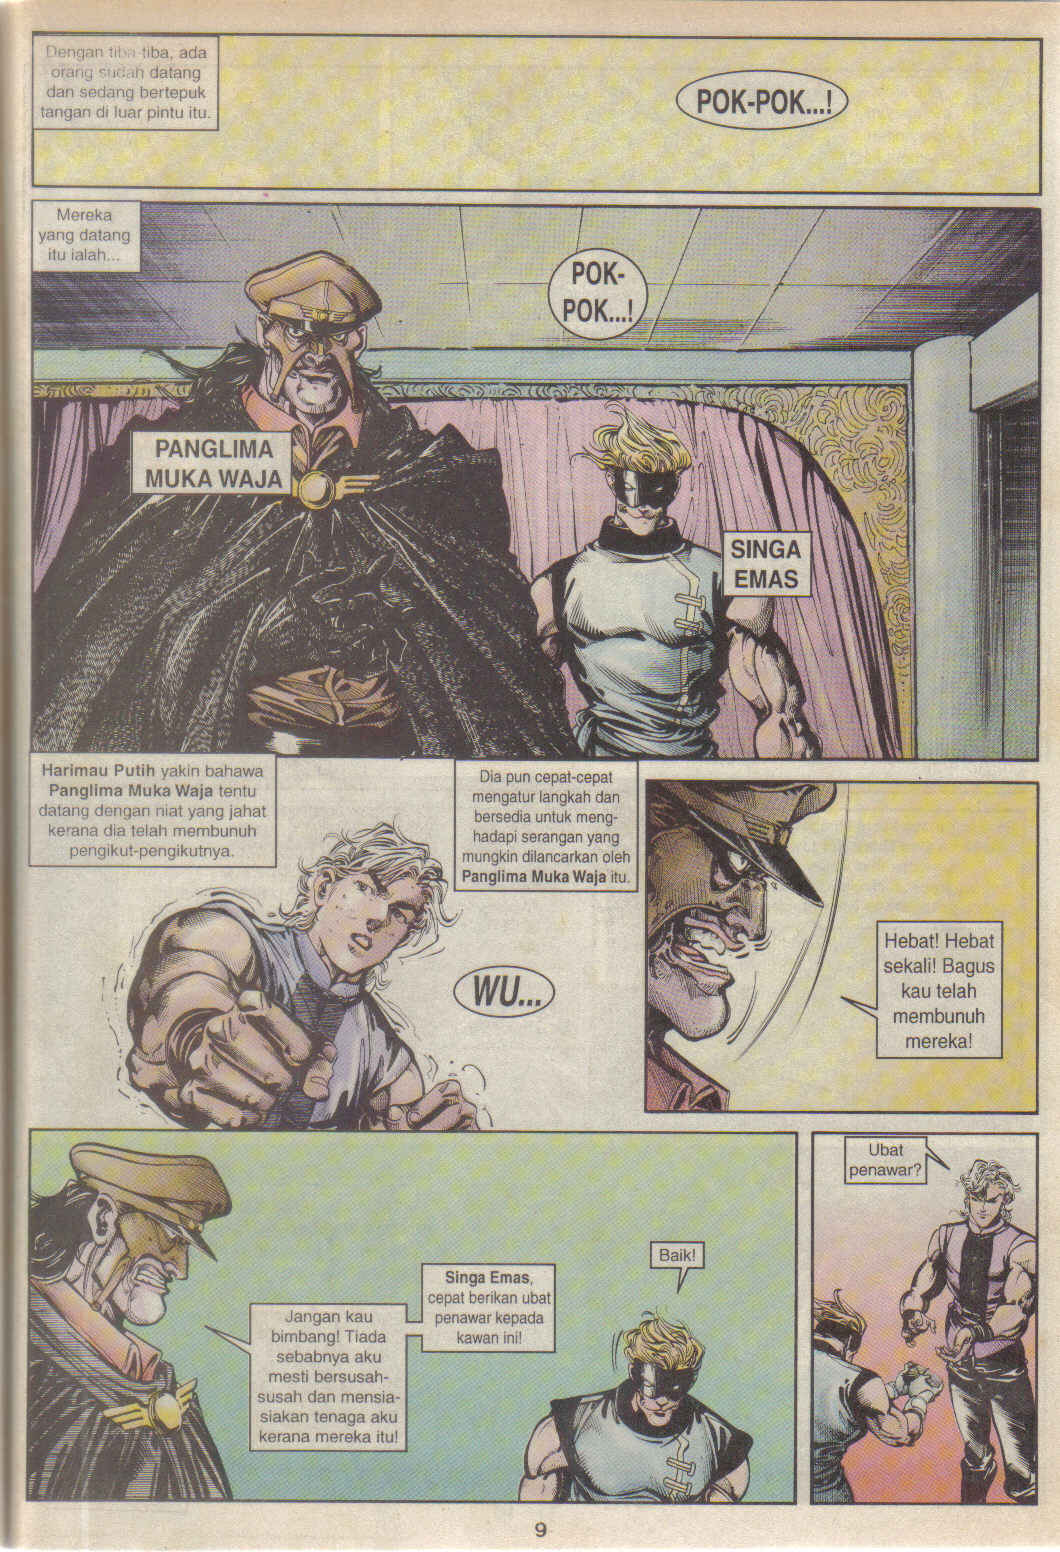 Dengan tiba-tiba, ada
orang sudah datang
dan sedang bertepuk
tangan di luar pintu itu.
POK-POK...!
Mereka
yang datang
itu ialah...
POK-
POK...!
PANGLIMA
MUKA WAJA
SINGA
EMAS
Harimau Putih yakin bahawa
Panglima Muka Waja tentu
datang dengan niat yang jahat
kerana dia telah membunuh
pengikut-pengikutnya.
Dia pun cepat-cepat
mengatur langkah dan
bersedia untuk meng-
hadapi serangan yang
mungkin dilancarkan oleh
Panglima Muka Waja itu.
WU...
Hebat! Hebat
sekali! Bagus
kau telah
membunuh
mereka!
Jangan kau
bimbang! Tiada
sebabnya aku
mesti bersusah-
susah dan mensia-
siakan tenaga aku
kerana mereka itu!
Singa Emas,
cepat berikan ubat
penawar kepada
kawan ini!
Baik!
Ubat
penawar?
9